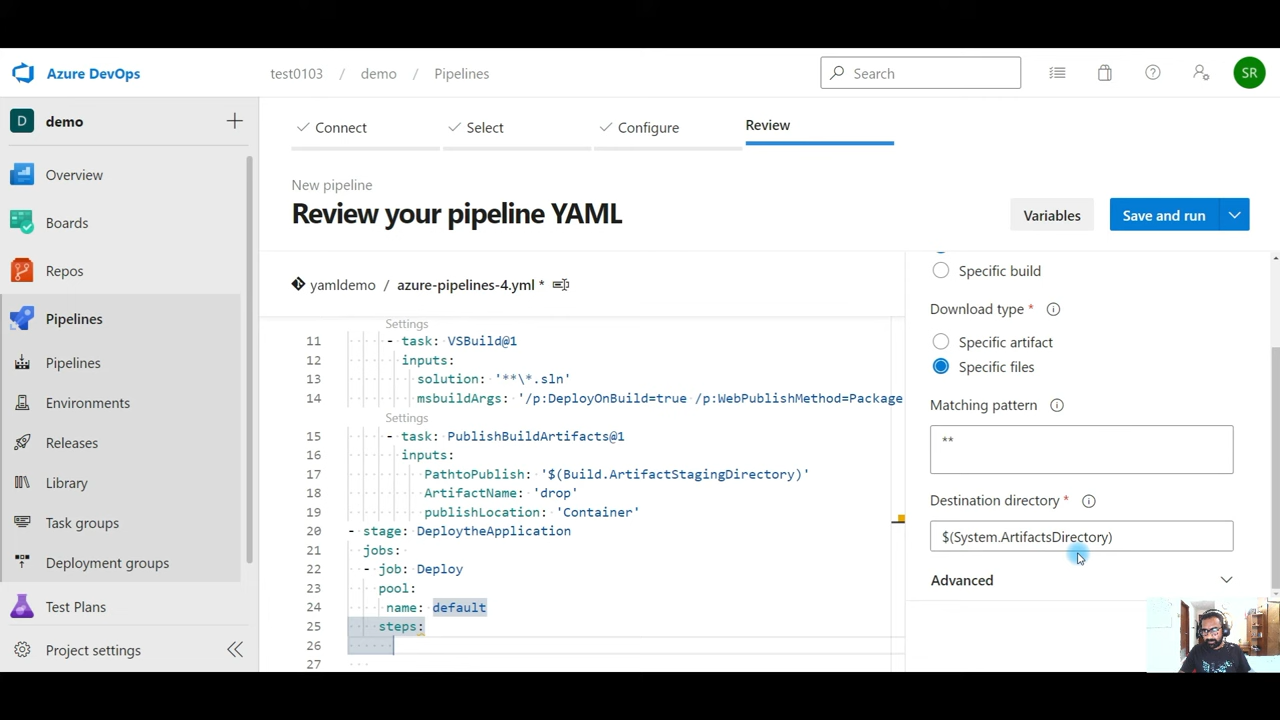 Azure DevOps
test0103 / demo / Pipelines
Search
SR
D demo
Overview
Boards
Repos
Pipelines
Pipelines
Environments
Releases
Library
Task groups
Deployment groups
Test Plans
Project settings
Connect
Select
Configure
Review
New pipeline
Review your pipeline YAML
Variables
Save and run
yamldemo / azure-pipelines-4.yml *
Settings
11 - task: VSBuild@1
12 inputs:
13 solution: '**\*.sln'
14 msbuildArgs: '/p:DeployOnBuild=true /p:WebPublishMethod=Package
Settings
15 - task: PublishBuildArtifacts@1
16 inputs:
17 PathtoPublish: '$(Build.ArtifactStagingDirectory)'
18 ArtifactName: 'drop'
19 publishLocation: 'Container'
20 - stage: DeploytheApplication
21 jobs:
22 - job: Deploy
23 pool:
24 name: default
25 steps:
26
27
Specific build
Download type *
Specific artifact
Specific files
Matching pattern
**
Destination directory *
$(System.ArtifactsDirectory)
Advanced